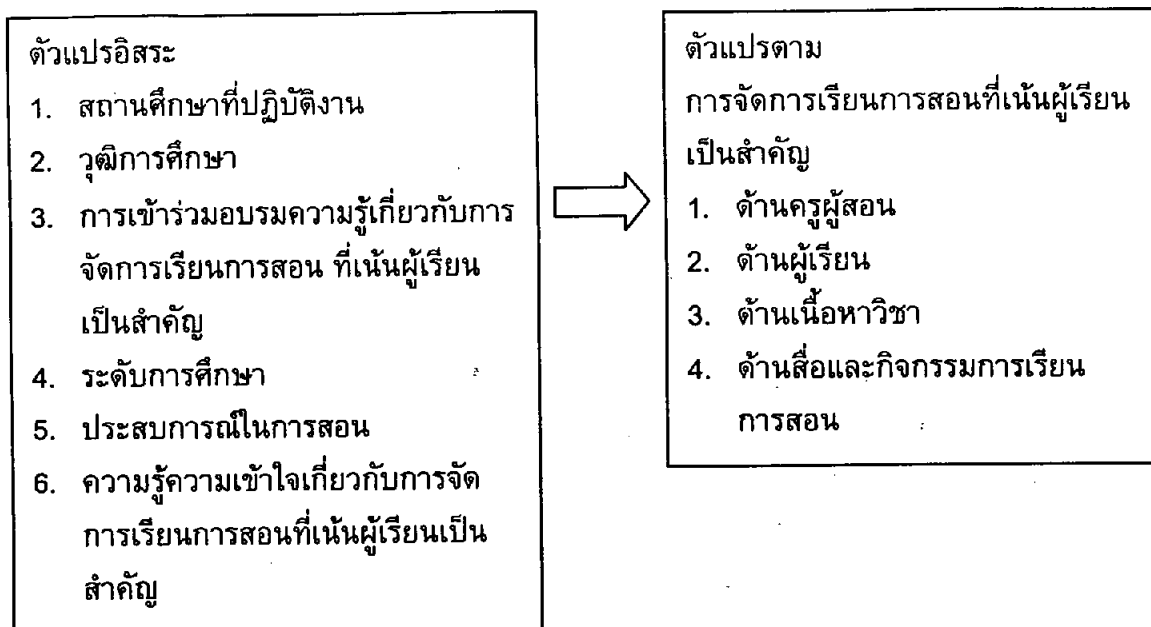 ตัวแปรอิสระ
1. สถานศึกษาที่ปฏิบัติงาน
2. วุฒิการศึกษา
3. การเข้าร่วมอบรมความรู้เกี่ยวกับการ
จัดการเรียนการสอน ที่เน้นผู้เรียน
เป็นสำคัญ
4. ระดับการศึกษา
5. ประสบการณ์ในการสอน
6. ความรู้ความเข้าใจเกี่ยวกับการจัด
การเรียนการสอนที่เน้นผู้เรียนเป็น
สำคัญ
ตัวแปรตาม
การจัดการเรียนการสอนที่เน้นผู้เรียน
เป็นสำคัญ
1. ด้านครูผู้สอน
2. ด้านผู้เรียน
3. ด้านเนื้อหาวิชา
4. ด้านสื่อและกิจกรรมการเรียน
การสอน